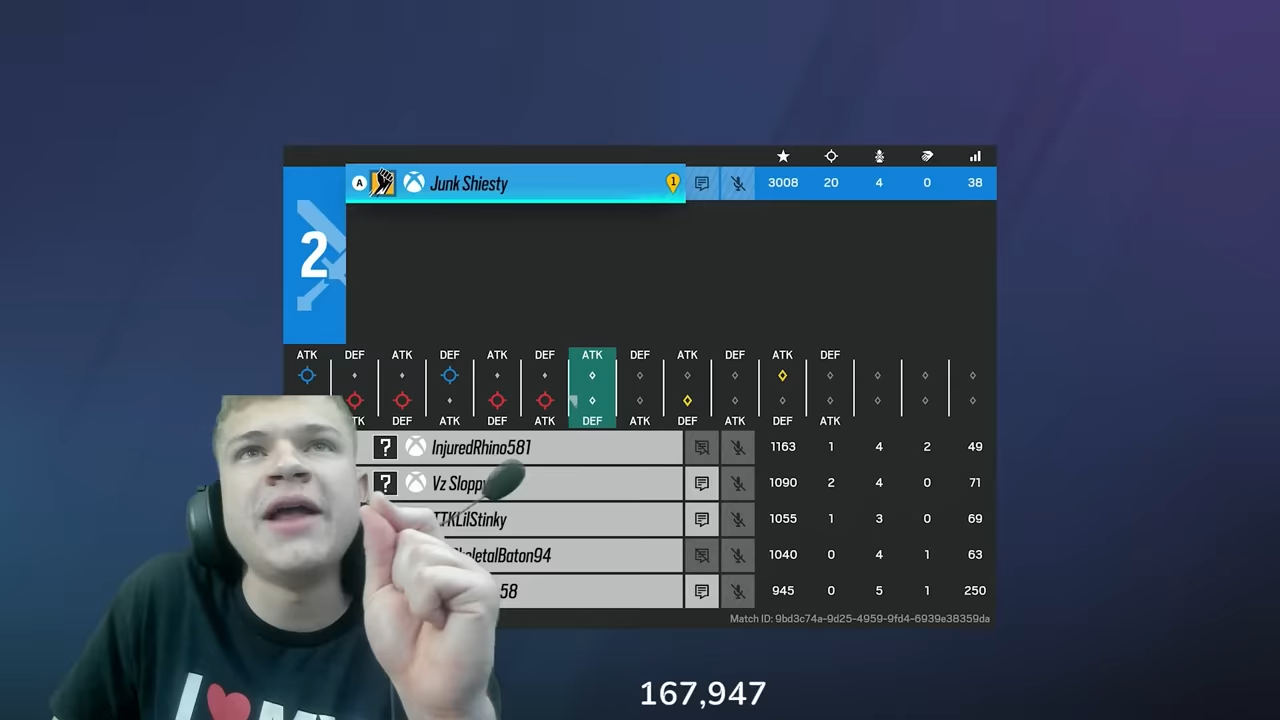 A Junk Shiesty 1 3008 20 4 0 38
2
ATK DEF ATK DEF ATK DEF ATK DEF ATK DEF ATK DEF
DEF ATK DEF ATK DEF ATK DEF ATK DEF ATK
? InjuredRhino581 1163 1 4 2 49
? Vz Sloppy 1090 2 4 0 71
TTKLilStinky 1055 1 3 0 69
SkeletalBaton94 1040 0 4 1 63
58 945 0 5 1 250
Match ID: 9bd3c74a-9d25-4959-9fd4-6939e38359da
I
167,947